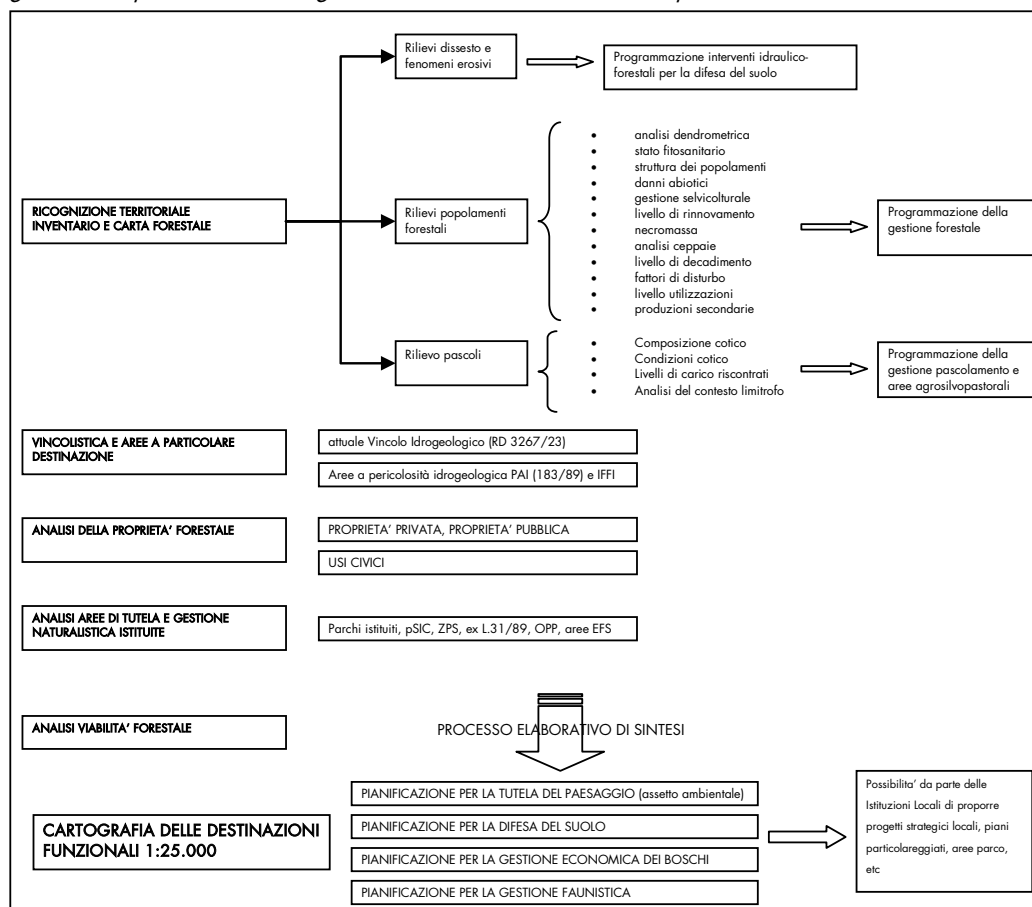 Rilievi dissesto e
fenomeni erosivi
Programmazione interventi idraulico-
forestali per la difesa del suolo
RICOGNIZIONE TERRITORIALE
INVENTARIO E CARTA FORESTALE
Rilievi popolamenti
forestali
• analisi dendrometrica
• stato fitosanitario
• struttura dei popolamenti
• danni abiotici
• gestione selvicolturale
• livello di rinnovamento
• necromassa
• analisi ceppaie
• livello di decadimento
• fattori di disturbo
• livello utilizzazioni
• produzioni secondarie
Programmazione della
gestione forestale
Rilievo pascoli
• Composizione cotico
• Condizioni cotico
• Livelli di carico riscontrati
• Analisi del contesto limitrofo
Programmazione della
gestione pascolamento e
aree agrosilvopastorali
VINCOLISTICA E AREE A PARTICOLARE
DESTINAZIONE
attuale Vincolo Idrogeologico (RD 3267/23)
Aree a pericolosità idrogeologica PAI (183/89) e IFFI
ANALISI DELLA PROPRIETA' FORESTALE
PROPRIETA' PRIVATA, PROPRIETA' PUBBLICA
USI CIVICI
ANALISI AREE DI TUTELA E GESTIONE
NATURALISTICA ISTITUITE
Parchi istituiti, pSIC, ZPS, ex L.31/89, OPP, aree EFS
ANALISI VIABILITA' FORESTALE
PROCESSO ELABORATIVO DI SINTESI
CARTOGRAFIA DELLE DESTINAZIONI
FUNZIONALI 1:25.000
PIANIFICAZIONE PER LA TUTELA DEL PAESAGGIO (assetto ambientale)
PIANIFICAZIONE PER LA DIFESA DEL SUOLO
PIANIFICAZIONE PER LA GESTIONE ECONOMICA DEI BOSCHI
PIANIFICAZIONE PER LA GESTIONE FAUNISTICA
Possibilita' da parte delle
Istituzioni Locali di proporre
progetti strategici locali, piani
particolareggiati, aree parco,
etc